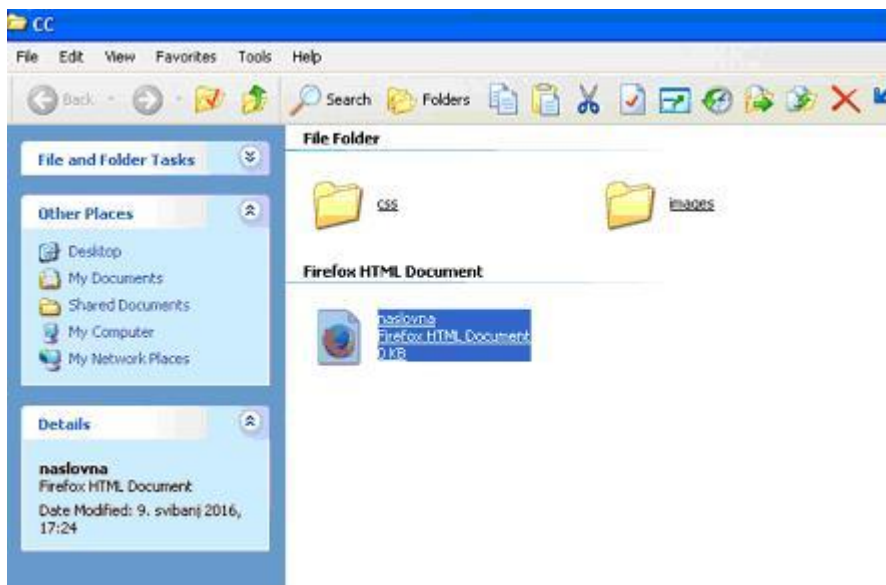 CC
File Edit View Favorites Tools Help
Back Search Folders
File and Folder Tasks
Other Places
Desktop
My Documents
Shared Documents
My Computer
My Network Places
Details
naslovna
Firefox HTML Document
Date Modified: 9. svibanj 2016,
17:24
File Folder
css images
Firefox HTML Document
naslovna
Firefox HTML Document
0 KB